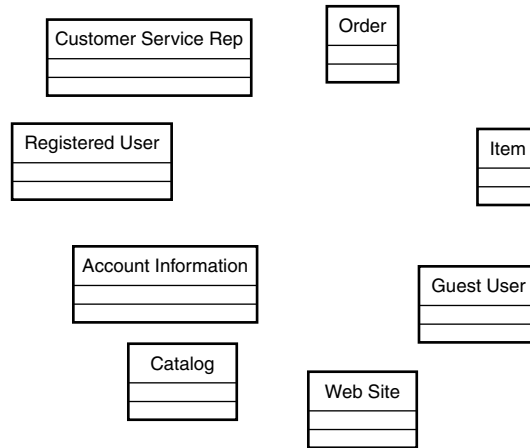 Customer Service Rep
Order
Registered User
Item
Account Information
Guest User
Catalog
Web Site